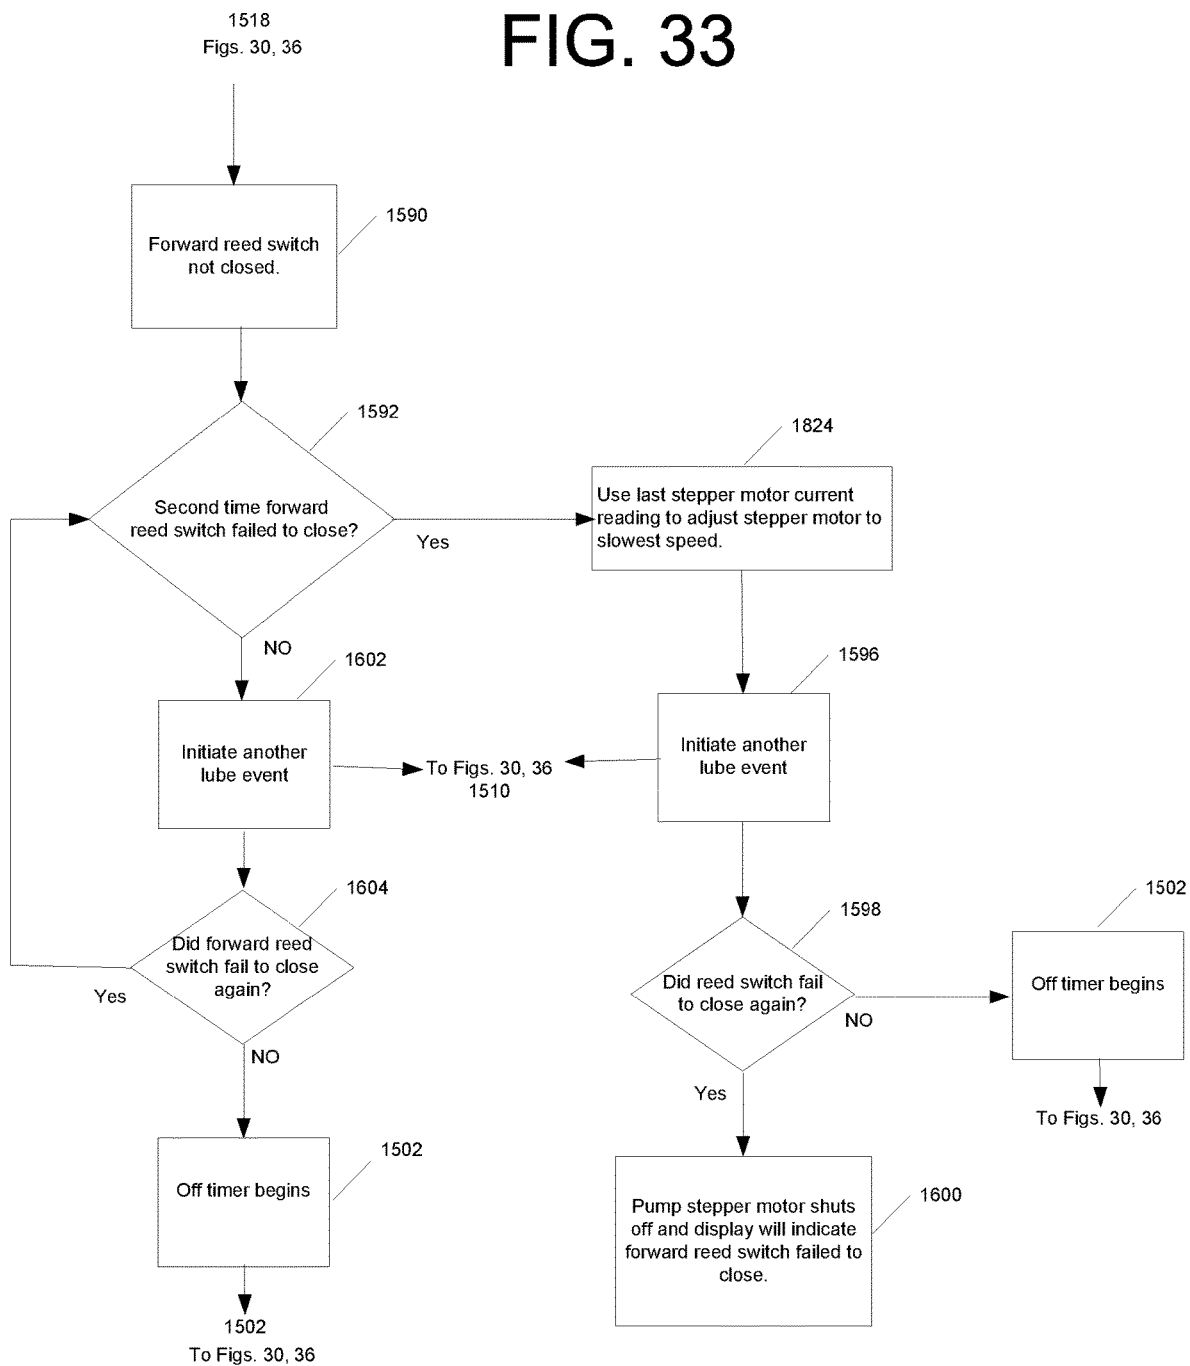 FIG. 33
1518
Figs. 30, 36
1590
Forward reed switch
not closed.
1592
Second time forward
reed switch failed to close?
Yes
NO
1824
Use last stepper motor current
reading to adjust stepper motor to
slowest speed.
1602
Initiate another
lube event
To Figs. 30, 36
1510
1596
Initiate another
lube event
1604
Did forward reed
switch fail to close
again?
Yes
NO
1598
Did reed switch fail
to close again?
NO
Yes
1502
Off timer begins
To Figs. 30, 36
1502
Off timer begins
1502
To Figs. 30, 36
1600
Pump stepper motor shuts
off and display will indicate
forward reed switch failed to
close.